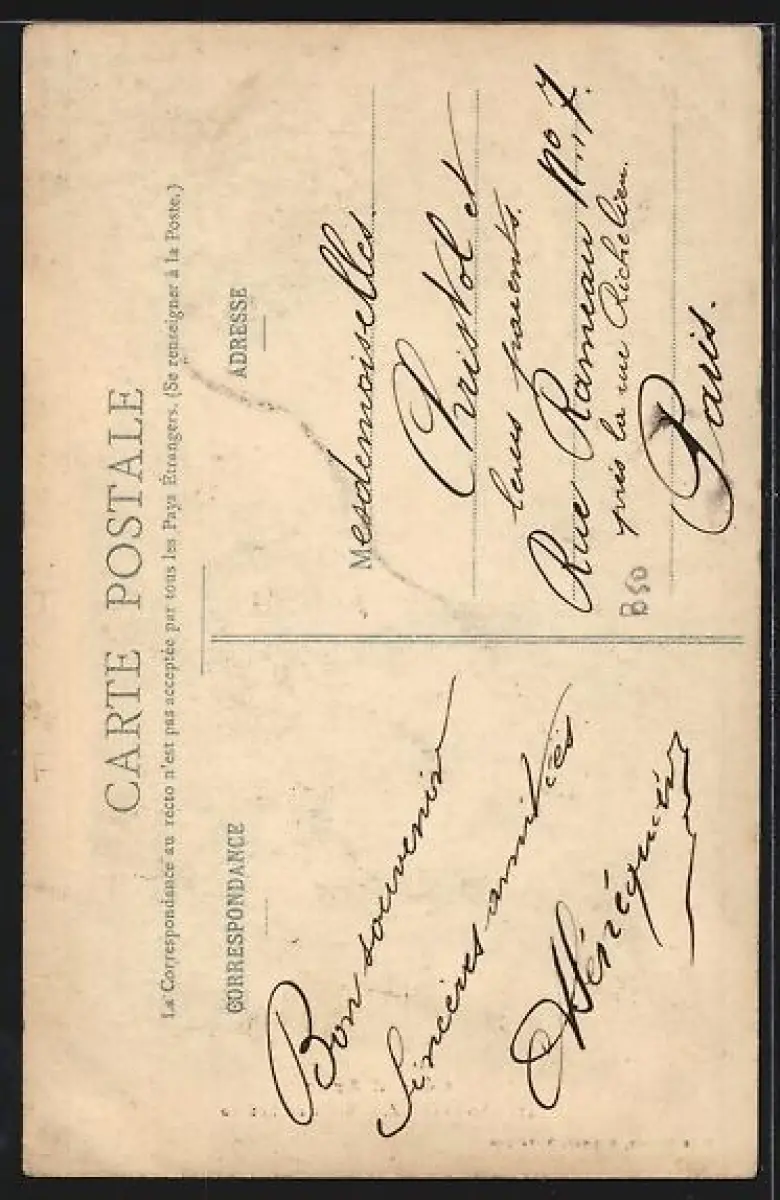 CARTE POSTALE
La Correspondance au recto n'est pas acceptée par tous les Pays Étrangers. (Se renseigner à la Poste.)
CORRESPONDANCE
Bon souvenir
Sincères amitiés
ADRESSE
Mesdemoiselles
Christol et
leurs parents.
Rue Rameau No 7.
près la rue Richelieu.
Paris.
B50